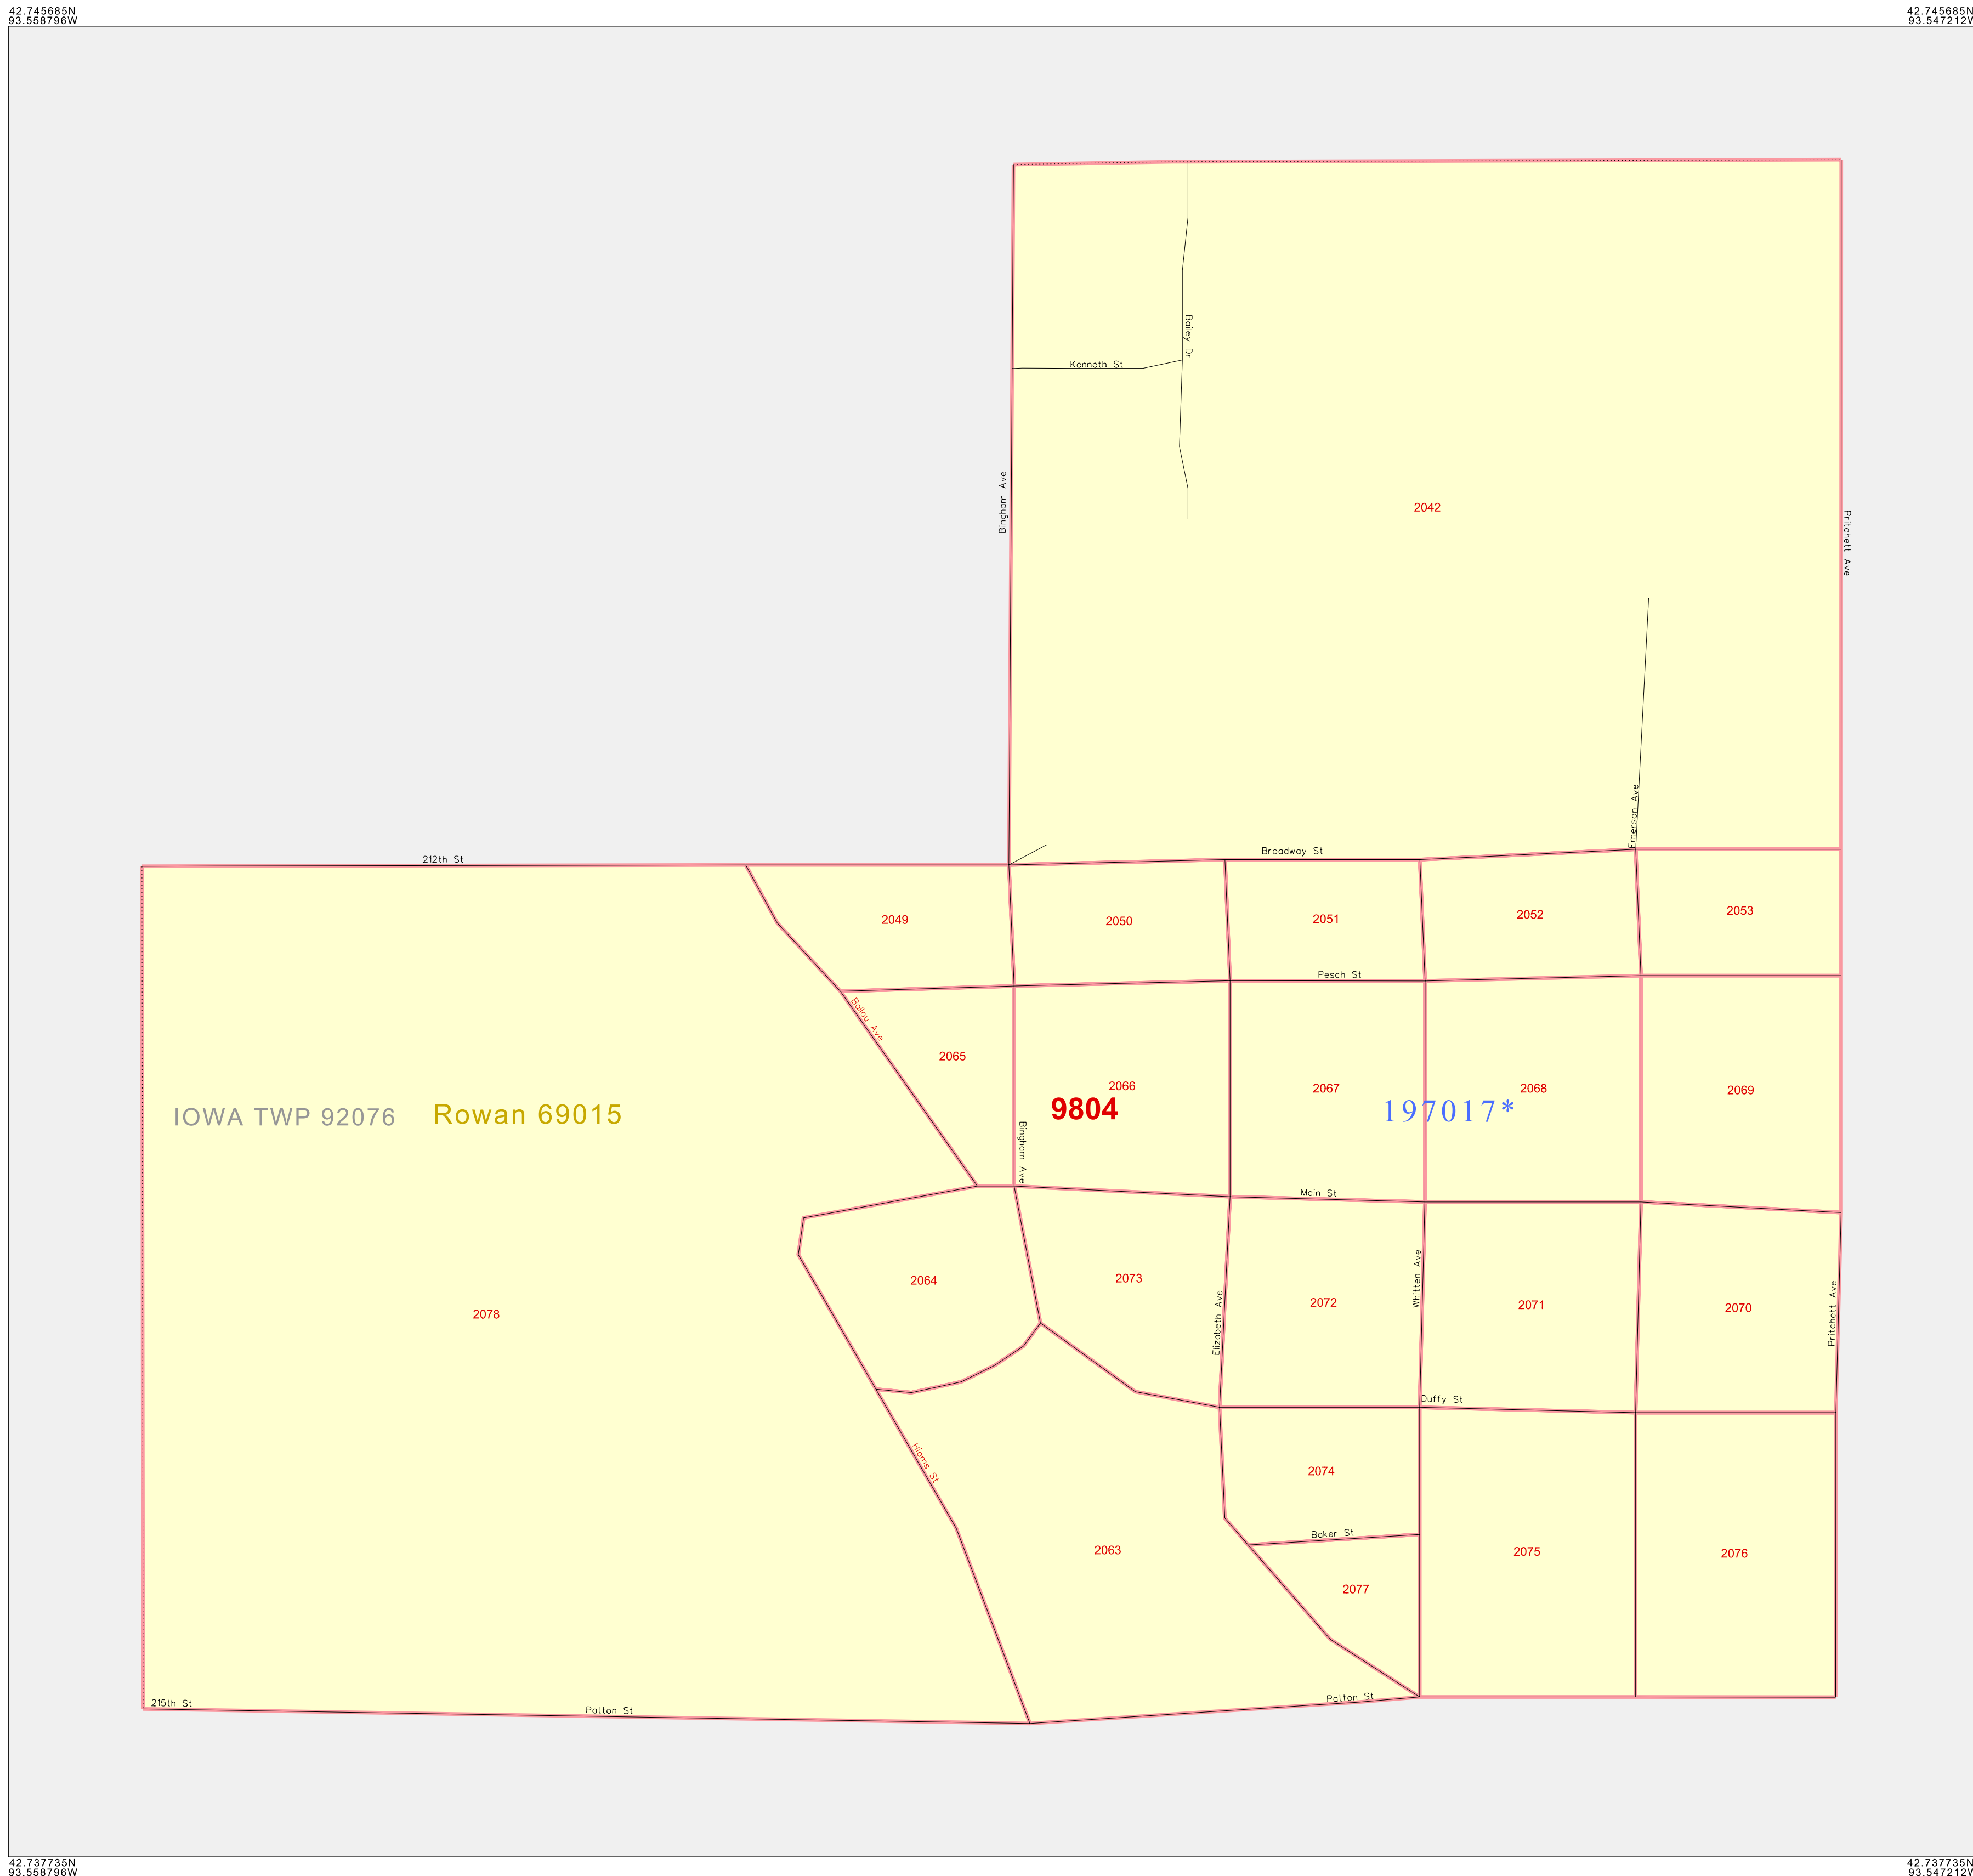 42.745685N
93.558796W
42.745685N
93.547212W
Bailey Dr
Kenneth St
Bingham Ave
2042
Pritchett Ave
Emerson Ave
212th St
Broadway St
2049
2050
2051
2052
2053
Pesch St
Ballou Ave
2065
2066
2067
2068
2069
9804
197017*
IOWA TWP 92076
Rowan 69015
Bingham Ave
Main St
2064
2073
2072
2071
2070
2078
Elizabeth Ave
Whitten Ave
Pritchett Ave
Duffy St
Hiams St
2074
Baker St
2063
2075
2076
2077
215th St
Patton St
Patton St
42.737735N
93.558796W
42.737735N
93.547212W